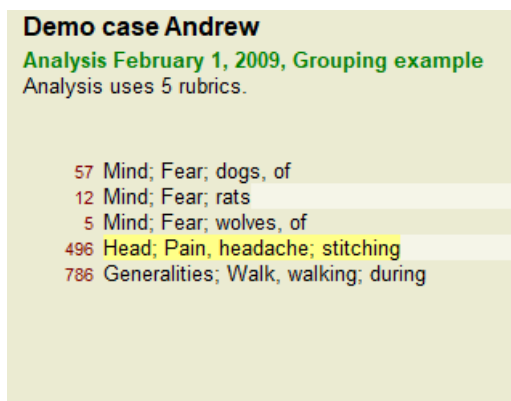 Demo case Andrew
Analysis February 1, 2009, Grouping example
Analysis uses 5 rubrics.
57 Mind; Fear; dogs, of
12 Mind; Fear; rats
5 Mind; Fear; wolves, of
496 Head; Pain, headache; stitching
786 Generalities; Walk, walking; during